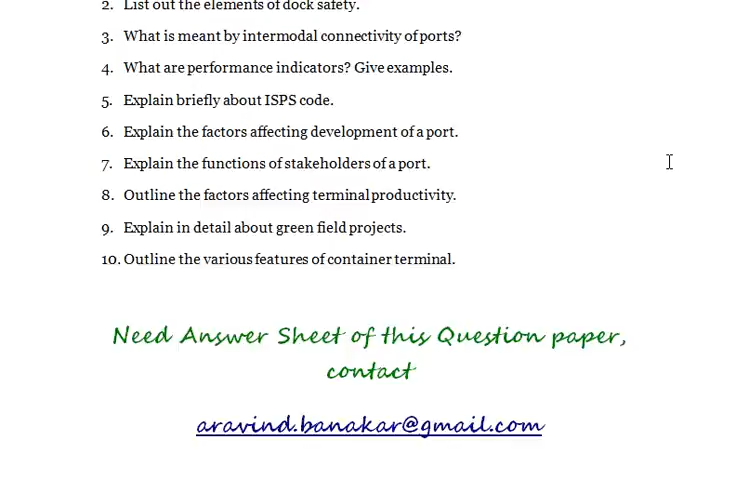 2. List out the elements of dock safety.
3. What is meant by intermodal connectivity of ports?
4. What are performance indicators? Give examples.
5. Explain briefly about ISPS code.
6. Explain the factors affecting development of a port.
7. Explain the functions of stakeholders of a port.
8. Outline the factors affecting terminal productivity.
9. Explain in detail about green field projects.
10. Outline the various features of container terminal.
Need Answer Sheet of this Question paper,
contact
aravind.banakar@gmail.com